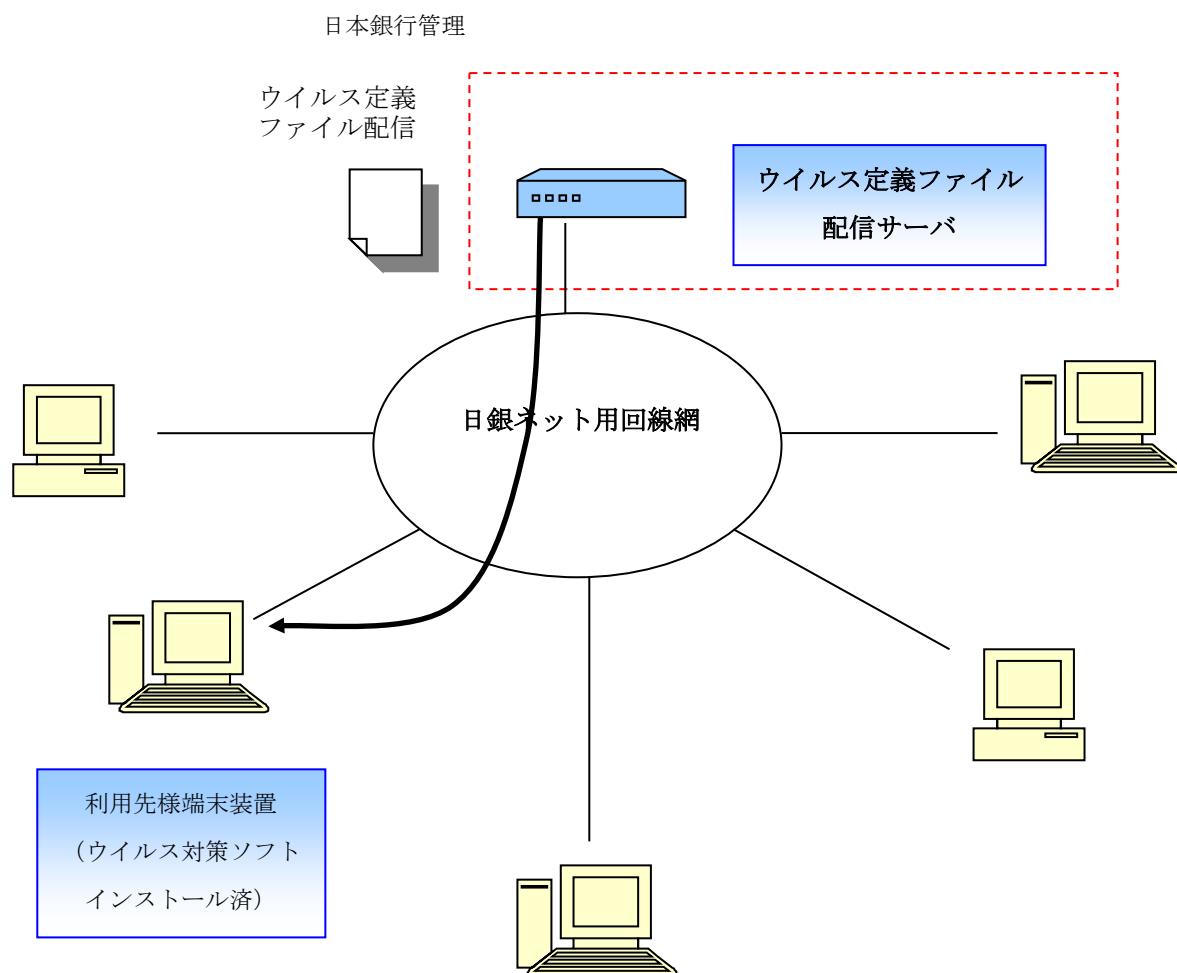 日本銀行管理
ウイルス定義
ファイル配信
ウイルス定義ファイル
配信サーバ
日銀ネット用回線網
利用先様端末装置
（ウイルス対策ソフト
インストール済）